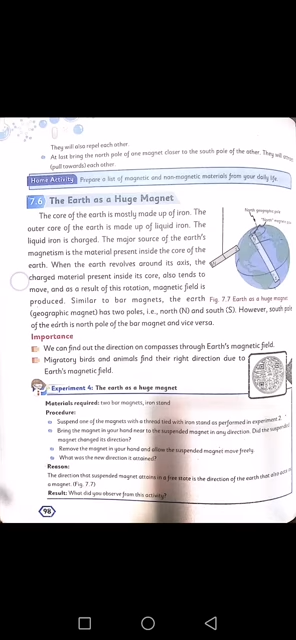 They will also repel each other.
At last bring the north pole of one magnet closer to the south pole of the other. They will
(pull towards) each other.
Home Activity Prepare a list of magnetic and non-magnetic materials from your daily life.
7.6 The Earth as a Huge Magnet
The core of the earth is mostly made up of iron. The
outer core of the earth is made up of liquid iron. The
liquid iron is charged. The major source of the earth's
magnetism is the material present inside the core of the
earth. When the earth revolves around its axis, the
charged material present inside its core, also tends to
move, and as a result of this rotation, magnetic field is
produced. Similar to bar magnets, the earth
(geographic magnet) has two poles, i.e., north (N) and south (S). However, south pole
of the earth is north pole of the bar magnet and vice versa.
Fig. 7.7 Earth as a huge magne
Importance
We can find out the direction on compasses through Earth's magnetic field.
Migratory birds and animals find their right direction due to
Earth's magnetic field.
Experiment 4: The earth as a huge magnet
Materials required: two bar magnets, iron stand
Procedure:
Suspend one of the magnets with a thread tied with iron stand as performed in experiment 2.
Bring the magnet in your hand near to the suspended magnet in any direction. Did the suspended
magnet changed its direction?
Remove the magnet in your hand and allow the suspended magnet move freely.
What was the new direction it attained?
Reason:
The direction that suspended magnet attains in a free state is the direction of the earth that also acts
a magnet. (Fig. 7.7)
Result: What did you observe from this activity?
98